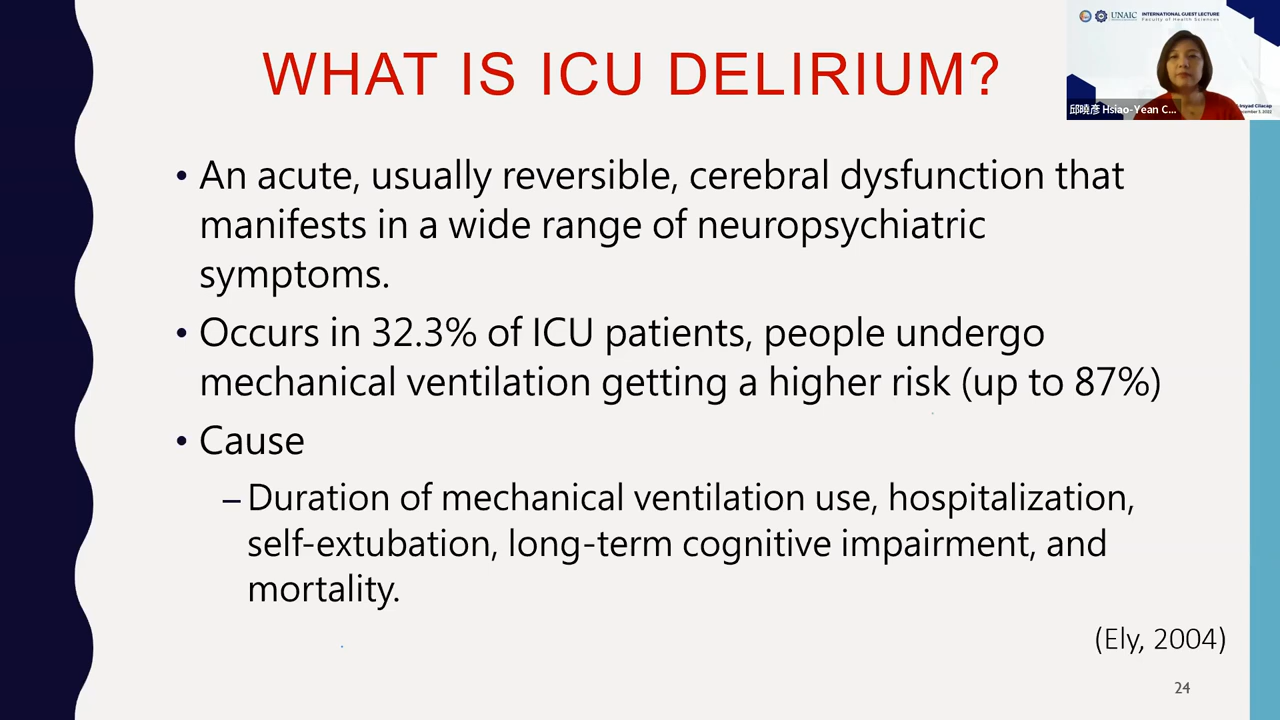 WHAT IS ICU DELIRIUM?
UNAIC
INTERNATIONAL GUEST LECTURE
Faculty of Health Sciences
邱曉彥 Hsiao-Yean C...
Irsyad Cilacap
• An acute, usually reversible, cerebral dysfunction that
manifests in a wide range of neuropsychiatric
symptoms.
• Occurs in 32.3% of ICU patients, people undergo
mechanical ventilation getting a higher risk (up to 87%)
• Cause
– Duration of mechanical ventilation use, hospitalization,
self-extubation, long-term cognitive impairment, and
mortality.
(Ely, 2004)
24